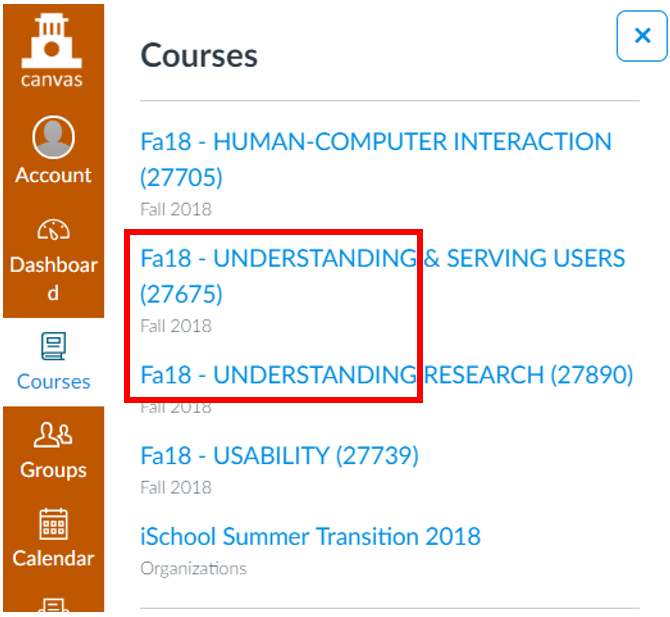 canvas
Account
Dashboar
d
Courses
Groups
Calendar
Courses
Fa18 - HUMAN-COMPUTER INTERACTION
(27705)
Fall 2018
Fa18 - UNDERSTANDING & SERVING USERS
(27675)
Fall 2018
Fa18 - UNDERSTANDING RESEARCH (27890)
Fall 2018
Fa18 - USABILITY (27739)
Fall 2018
iSchool Summer Transition 2018
Organizations